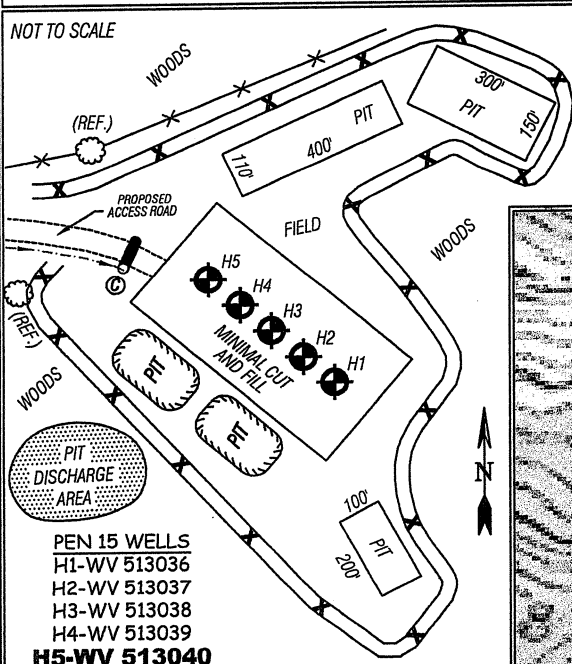 NOT TO SCALE
WOODS
(REF.)
300'
PIT
150'
PIT
400'
110'
PROPOSED
ACCESS ROAD
FIELD
WOODS
H5
H4
H3
H2
H1
C
MINIMAL CUT
AND FILL
(REF.)
PIT
PIT
WOODS
PIT
DISCHARGE
AREA
N
100'
PIT
200'
PEN 15 WELLS
H1-WV 513036
H2-WV 513037
H3-WV 513038
H4-WV 513039
H5-WV 513040